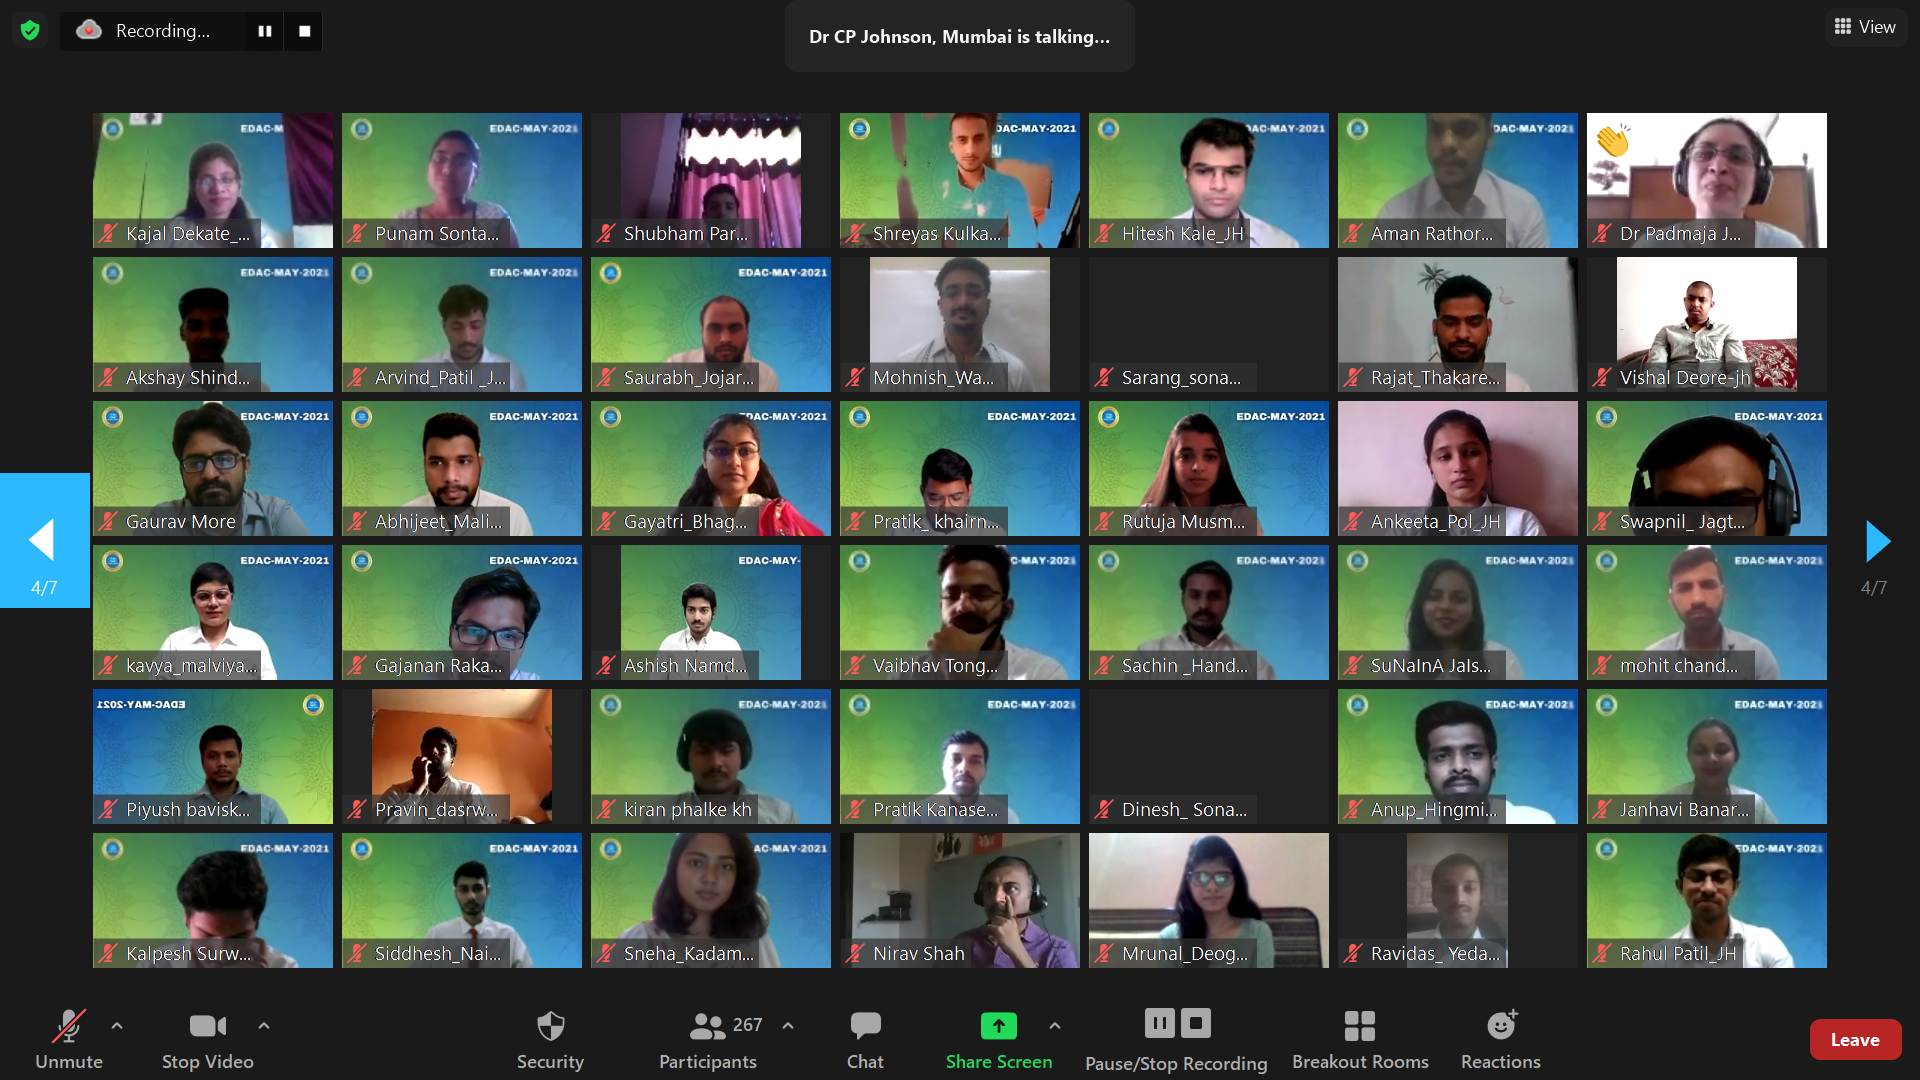 Recording...
Dr CP Johnson, Mumbai is talking...
View
EDAC-M
Kajal Dekate_...
EDAC-MAY-2021
Punam Sonta...
Shubham Par...
DAC-MAY-2021
Shreyas Kulka...
DAC-MAY-2021
Hitesh Kale_JH
DAC-MAY-2021
Aman Rathor...
Dr Padmaja J...
EDAC-MAY-2021
Akshay Shind...
EDAC-MAY-2021
Arvind_Patil _J...
EDAC-MAY-2021
Saurabh_Jojar...
Mohnish_Wa...
Sarang_sona...
Rajat_Thakare...
Vishal Deore-jh
EDAC-MAY-2021
Gaurav More
EDAC-MAY-2021
Abhijeet_Mali...
DAC-MAY-2021
Gayatri_Bhag...
EDAC-MAY-2021
Pratik_ khairn...
EDAC-MAY-2021
Rutuja Musm...
Ankeeta_Pol_JH
EDAC-MAY-2021
Swapnil_ Jagt...
4/7
4/7
EDAC-MAY-2021
kavya_malviya...
EDAC-MAY-2021
Gajanan Raka...
EDAC-MAY-
Ashish Namd...
C-MAY-2021
Vaibhav Tong...
EDAC-MAY-2021
Sachin _Hand...
EDAC-MAY-2021
SuNaInA Jals...
EDAC-MAY-2021
mohit chand...
EDAC-MAY-2021
Piyush bavisk...
Pravin_dasrw...
EDAC-MAY-2021
kiran phalke kh
EDAC-MAY-2021
Pratik Kanase...
Dinesh_ Sona...
EDAC-MAY-2021
Anup_Hingmi...
EDAC-MAY-2021
Janhavi Banar...
EDAC-MAY-2021
Kalpesh Surw...
EDAC-MAY-2021
Siddhesh_Nai...
AC-MAY-2021
Sneha_Kadam...
Nirav Shah
Mrunal_Deog...
Ravidas_ Yeda...
EDAC-MAY-2021
Rahul Patil_JH
Unmute
Stop Video
Security
267
Participants
Chat
Share Screen
Pause/Stop Recording
Breakout Rooms
Reactions
Leave